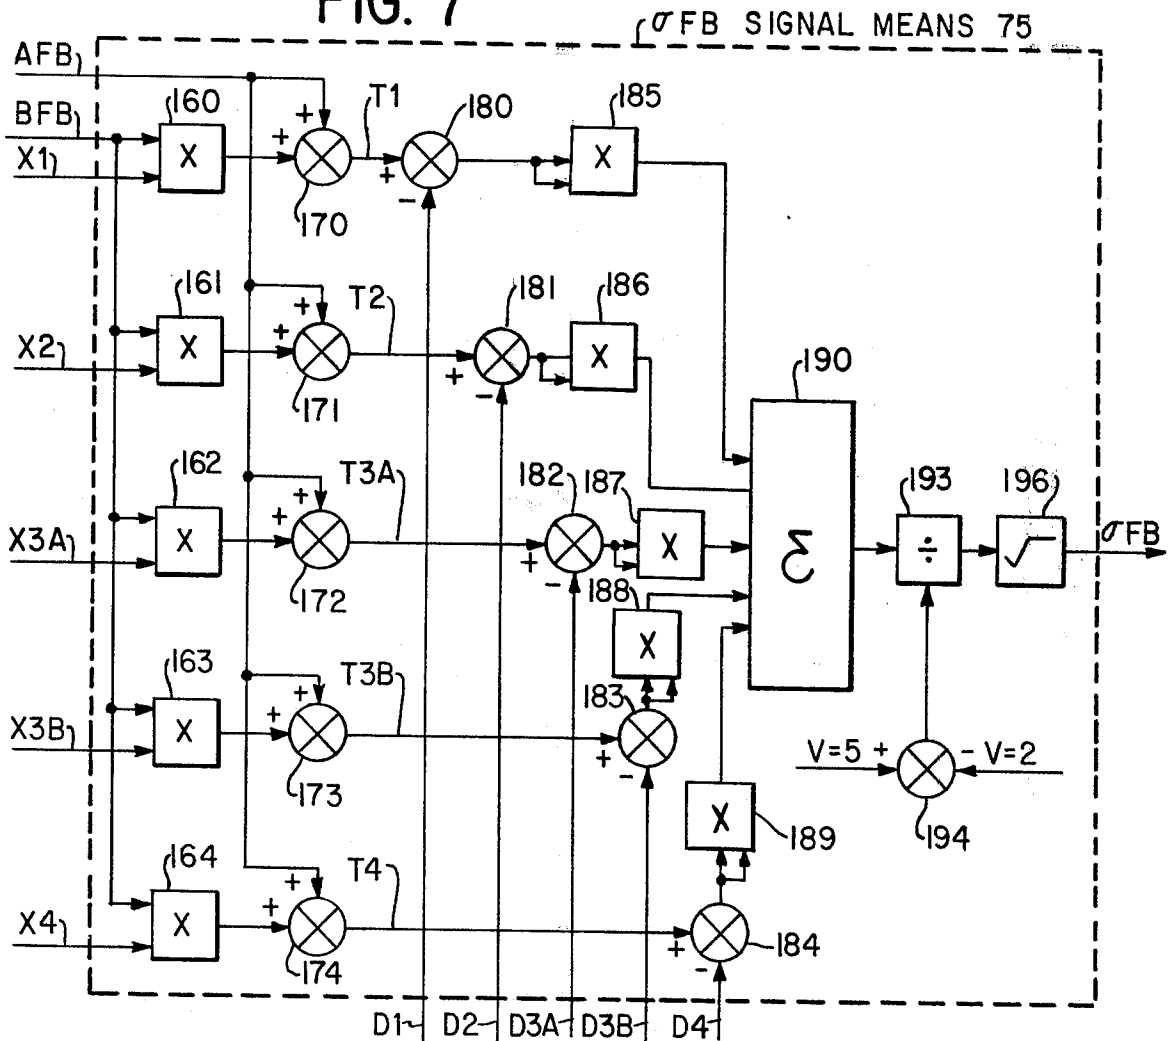 FIG. 7
σFB SIGNAL MEANS 75
AFB
BFB
X1
160
X
+
+
170
T1
180
+
-
185
X
X2
161
X
+
+
171
T2
181
+
-
186
X
190
Σ
X3A
162
X
+
+
172
T3A
182
+
-
187
X
193
÷
196
√
σFB
188
X
X3B
163
X
+
+
173
T3B
183
+
-
V=5 +
- V=2
194
X
189
X4
164
X
+
+
174
T4
+
-
184
D1
D2
D3A
D3B
D4